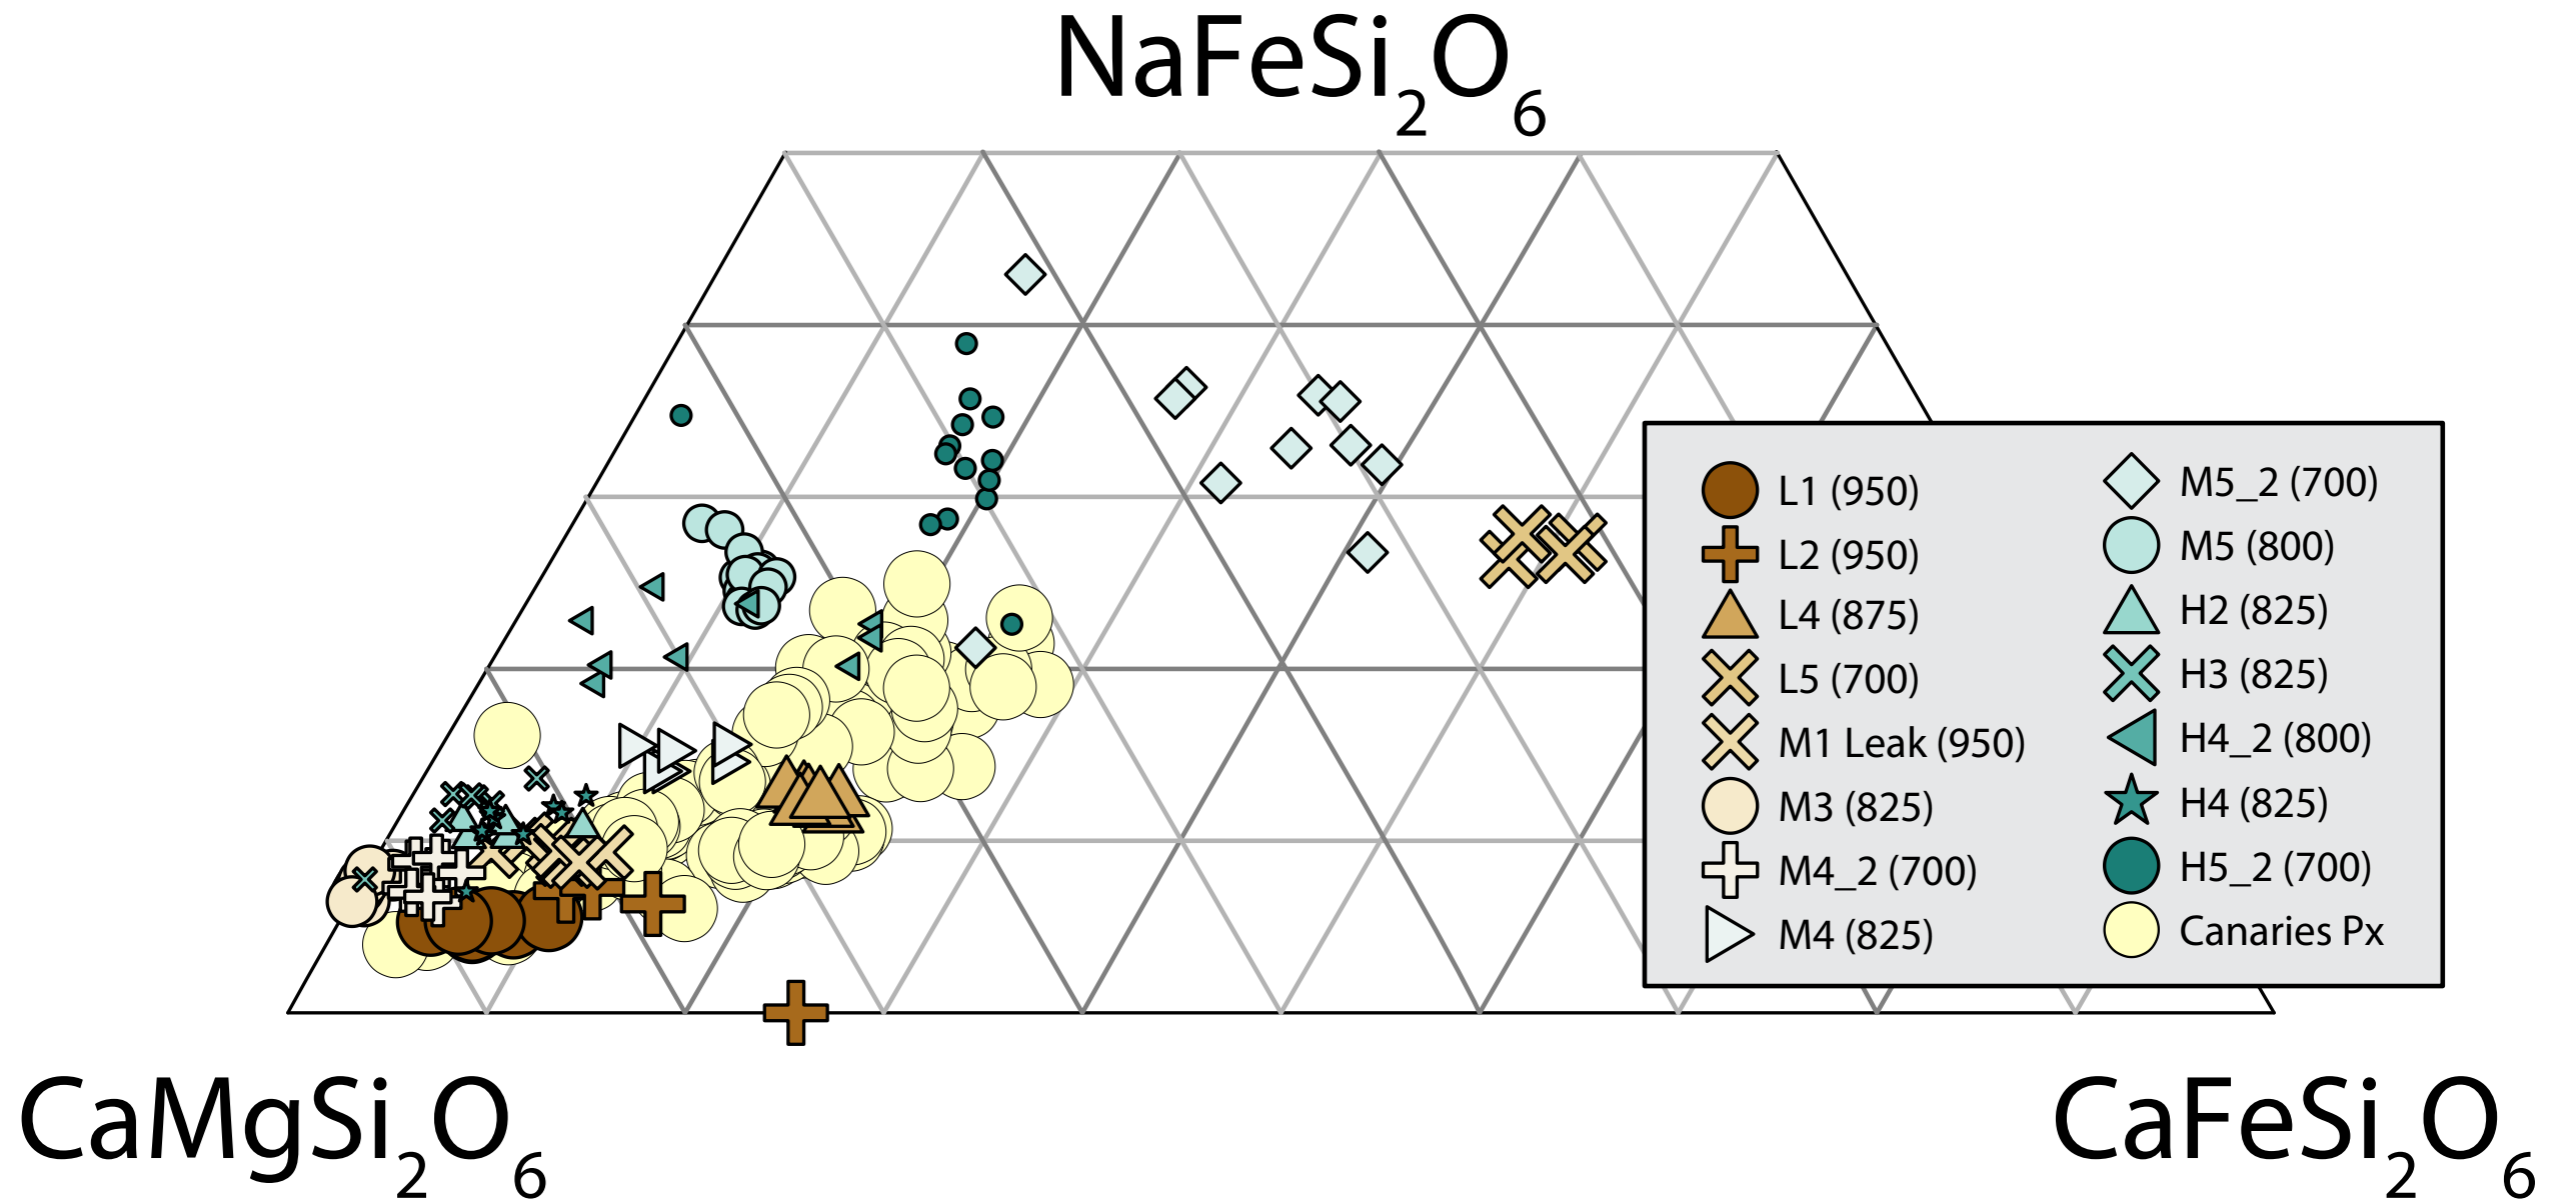 NaFeSi₂O₆
L1 (950)
L2 (950)
L4 (875)
L5 (700)
M1 Leak (950)
M3 (825)
M4_2 (700)
M4 (825)
M5_2 (700)
M5 (800)
H2 (825)
H3 (825)
H4_2 (800)
H4 (825)
H5_2 (700)
Canaries Px
CaMgSi₂O₆
CaFeSi₂O₆